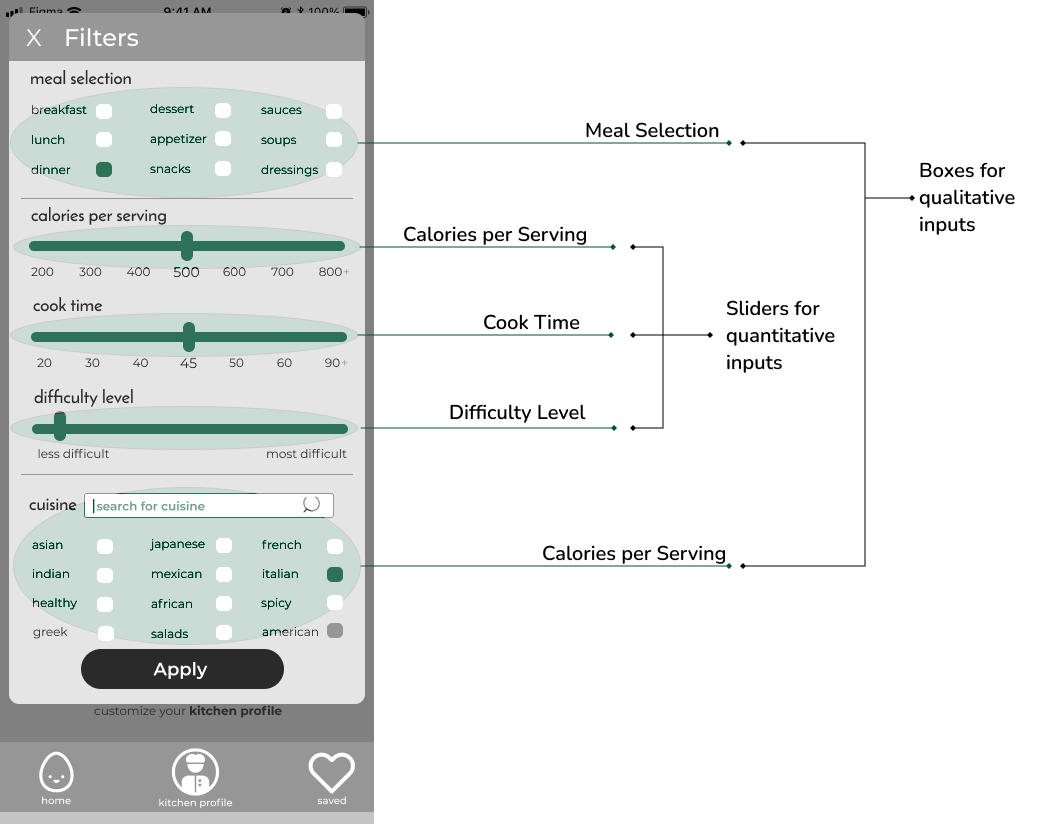 Figma 9:41 AM 100%
X Filters
meal selection
breakfast dessert sauces
lunch appetizer soups
dinner snacks dressings
calories per serving
200 300 400 500 600 700 800+
cook time
20 30 40 45 50 60 90+
difficulty level
less difficult most difficult
cuisine search for cuisine
asian japanese french
indian mexican italian
healthy african spicy
greek salads american
Apply
customize your kitchen profile
home kitchen profile saved
Meal Selection
Calories per Serving
Cook Time
Difficulty Level
Calories per Serving
Sliders for
quantitative
inputs
Boxes for
qualitative
inputs